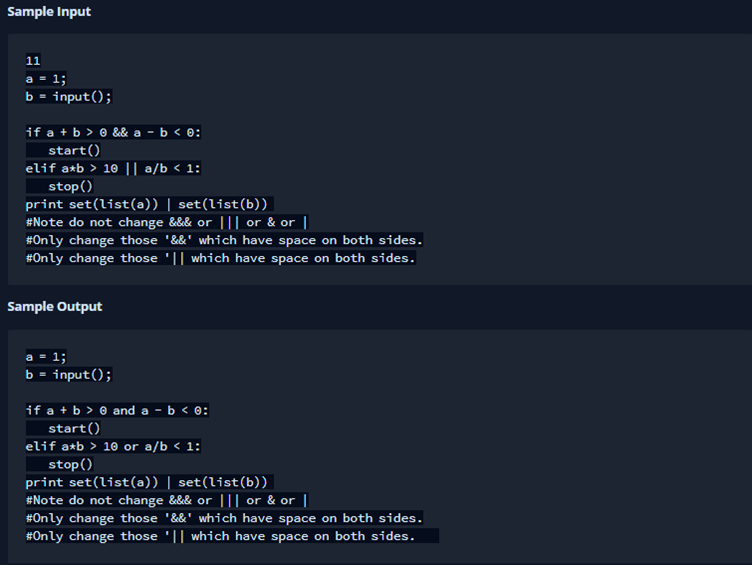 Sample Input
11
a = 1;
b = input();
if a + b > 0 && a - b < 0:
start()
elif a*b > 10 || a/b < 1:
stop()
print set(list(a)) | set(list(b))
#Note do not change &&& or ||| or & or |
#Only change those '&&' which have space on both sides.
#Only change those '|| which have space on both sides.
Sample Output
a = 1;
b = input();
if a + b > 0 and a - b < 0:
start()
elif a*b > 10 or a/b < 1:
stop()
print set(list(a)) | set(list(b))
#Note do not change &&& or ||| or & or |
#Only change those '&&' which have space on both sides.
#Only change those '|| which have space on both sides.